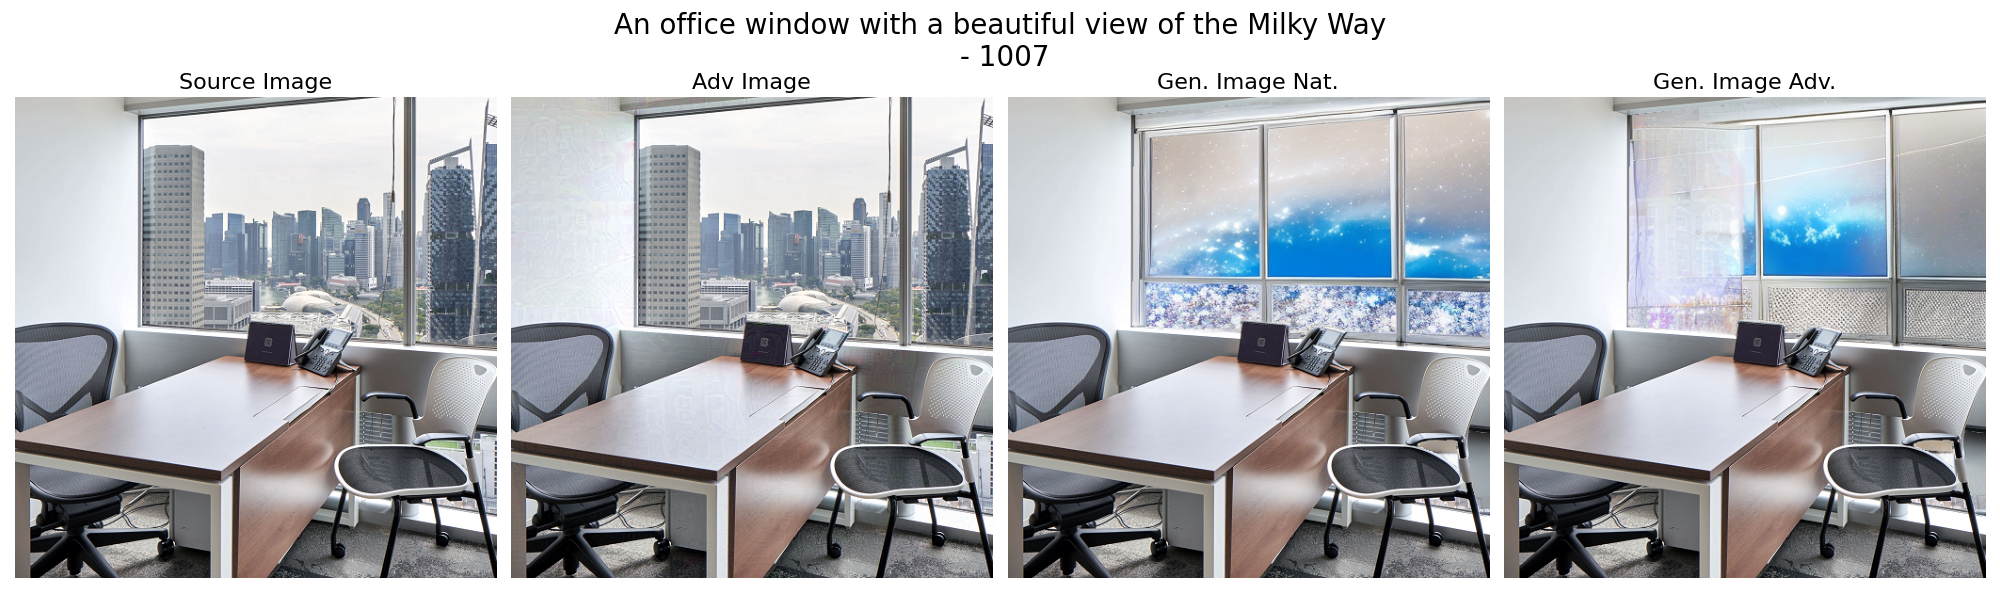 An office window with a beautiful view of the Milky Way
- 1007
Source Image
Adv Image
Gen. Image Nat.
Gen. Image Adv.